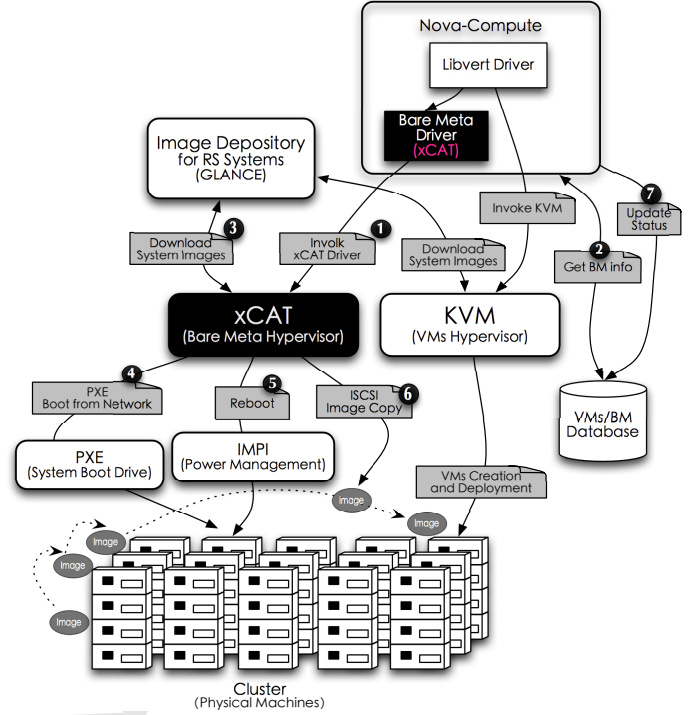 Nova-Compute
Libvert Driver
Bare Meta
Driver
(xCAT)
Image Depository
for RS Systems
(GLANCE)
7
Update
Status
Invoke KVM
3
Download
System Images
1
Involk
xCAT Driver
Download
System Images
2
Get BM info
xCAT
(Bare Meta Hypervisor)
KVM
(VMs Hypervisor)
4
PXE
Boot from Network
5
Reboot
6
ISCSI
Image Copy
VMs/BM
Database
PXE
(System Boot Drive)
IMPI
(Power Management)
VMs Creation
and Deployment
Image
Image
Image
Image
Image
Cluster
(Physical Machines)